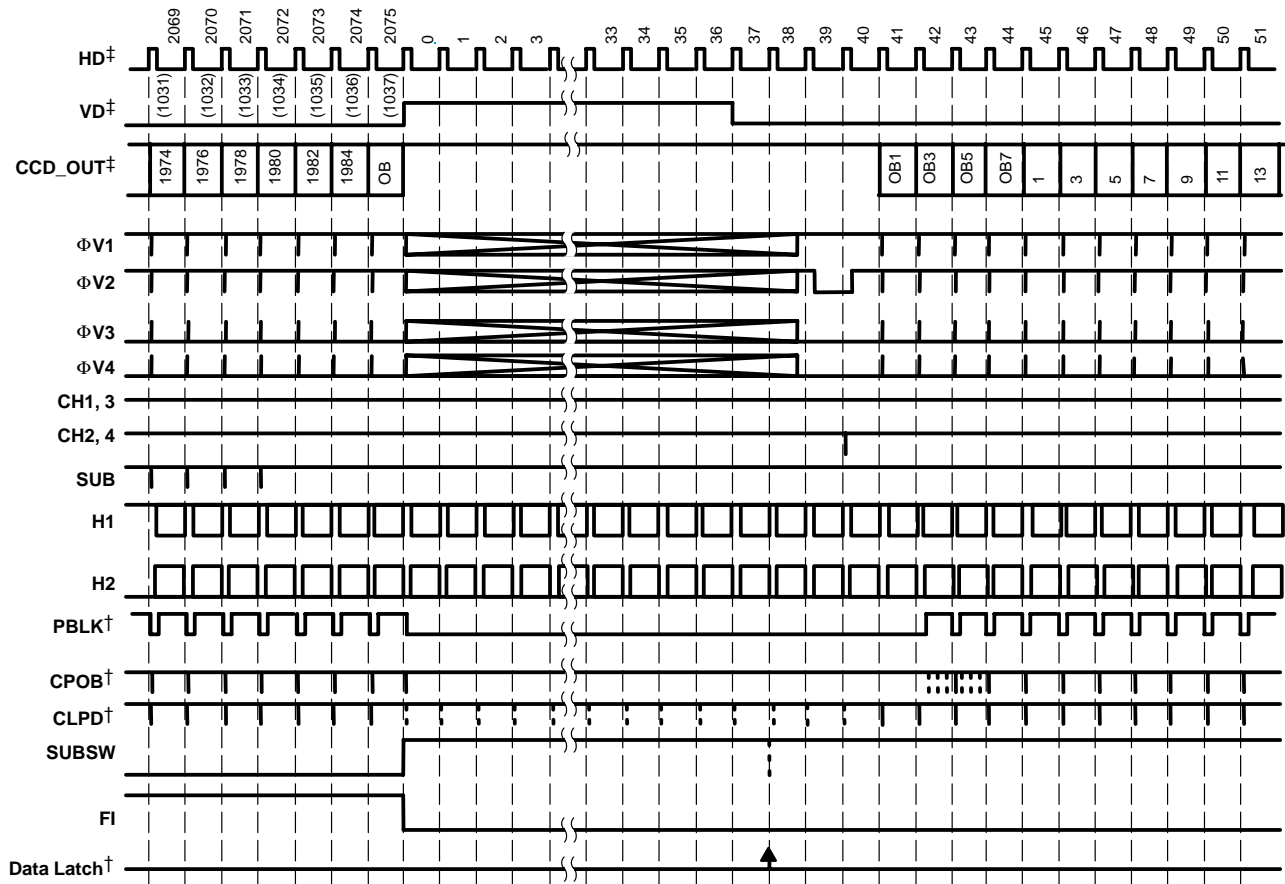 HD‡ 2069 2070 2071 2072 2073 2074 2075 0 1 2 3 33 34 35 36 37 38 39 40 41 42 43 44 45 46 47 48 49 50 51
VD‡ (1031) (1032) (1033) (1034) (1035) (1036) (1037)
CCD_OUT‡ 1974 1976 1978 1980 1982 1984 OB OB1 OB3 OB5 OB7 1 3 5 7 9 11 13
ΦV1
ΦV2
ΦV3
ΦV4
CH1, 3
CH2, 4
SUB
H1
H2
PBLK†
CPOB†
CLPD†
SUBSW
FI
Data Latch†